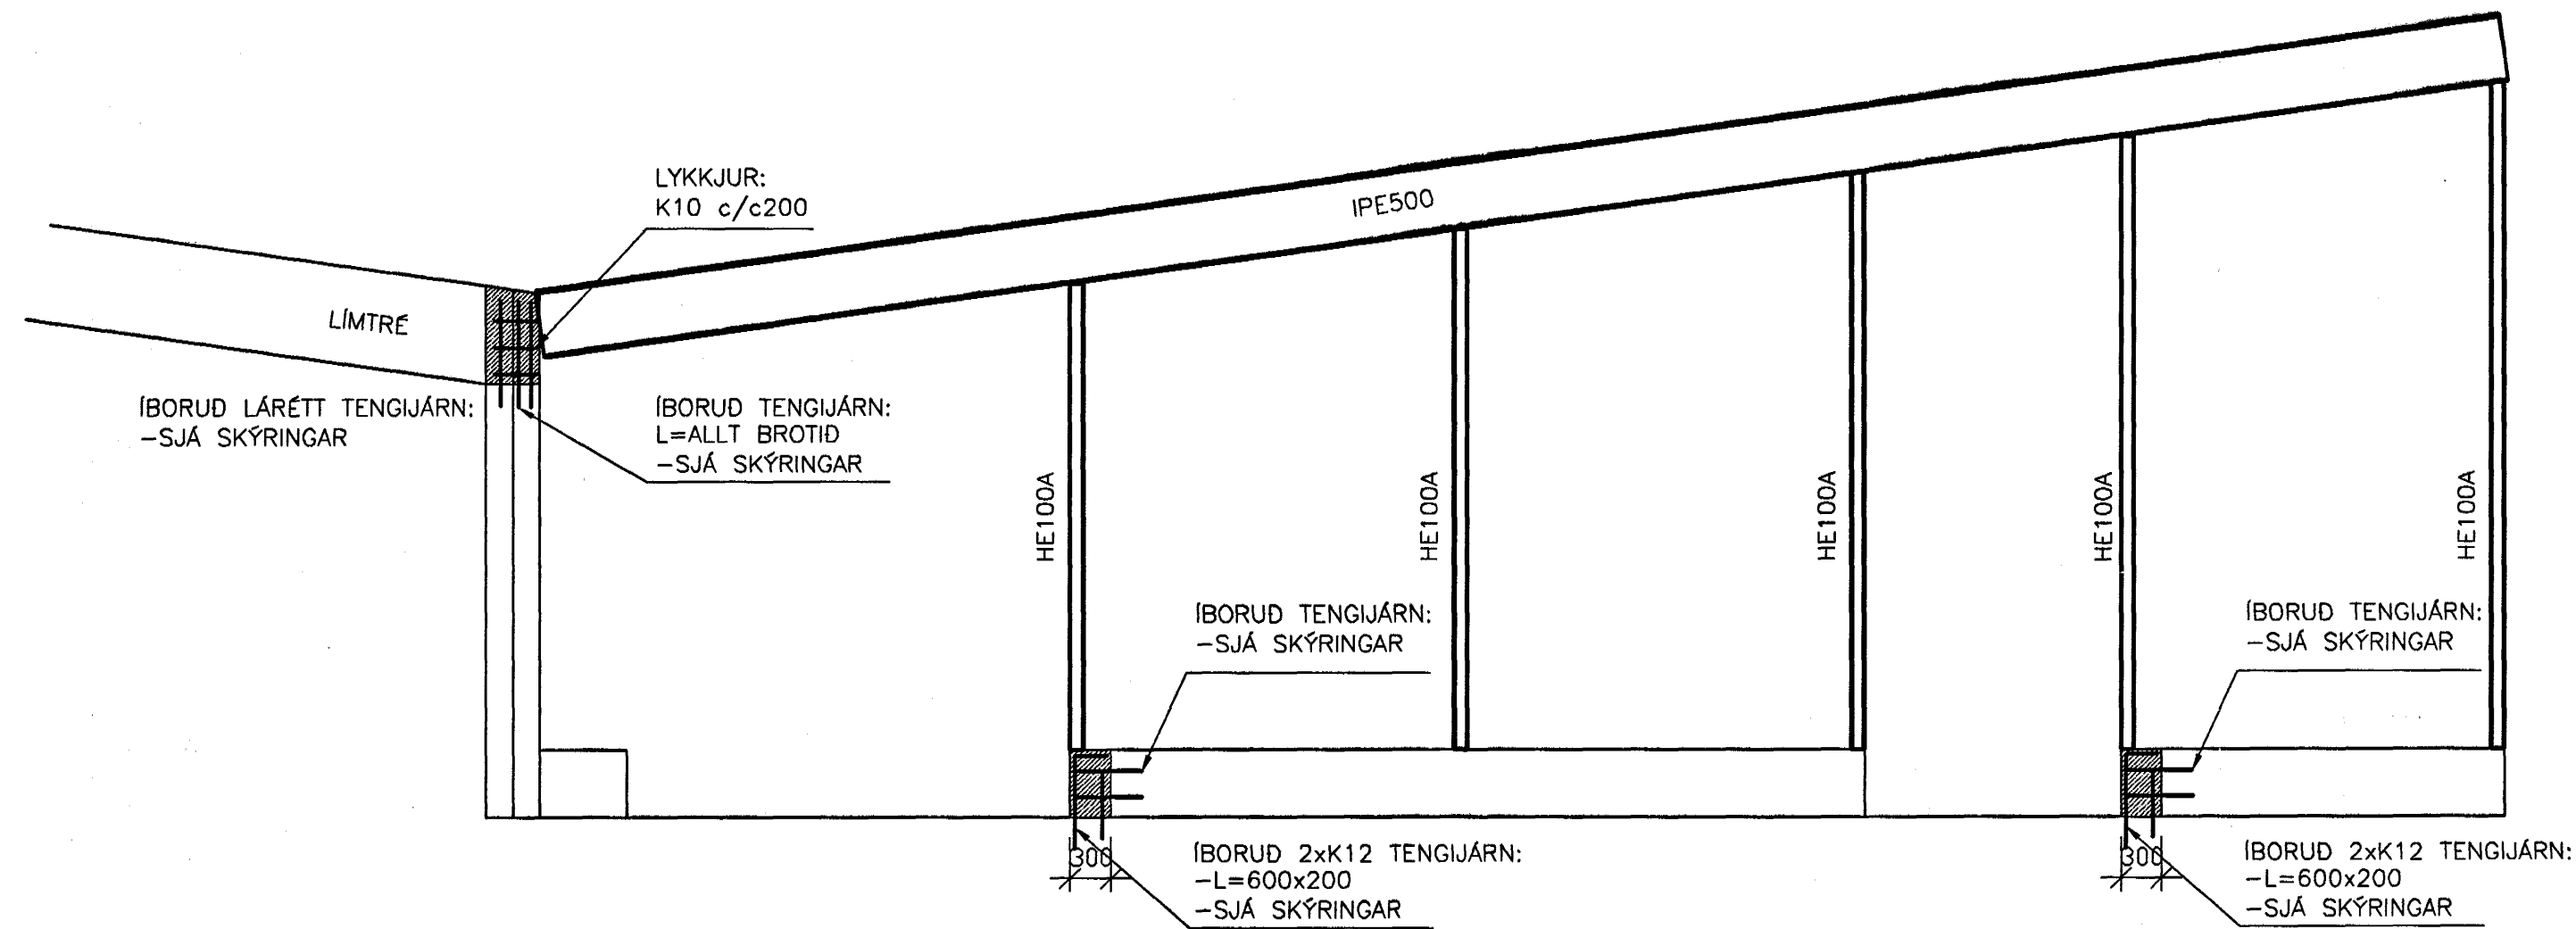 LYKKJUR:
K10 c/c200
IPE500
LÍMTRÉ
ÍBORUÐ LÁRÉTT TENGIJÁRN:
-SJÁ SKÝRINGAR
ÍBORUÐ TENGIJÁRN:
L=ALLT BROTIÐ
-SJÁ SKÝRINGAR
HE100A
HE100A
HE100A
HE100A
HE100A
ÍBORUÐ TENGIJÁRN:
-SJÁ SKÝRINGAR
ÍBORUÐ TENGIJÁRN:
-SJÁ SKÝRINGAR
300
ÍBORUÐ 2xK12 TENGIJÁRN:
-L=600x200
-SJÁ SKÝRINGAR
300
ÍBORUÐ 2xK12 TENGIJÁRN:
-L=600x200
-SJÁ SKÝRINGAR